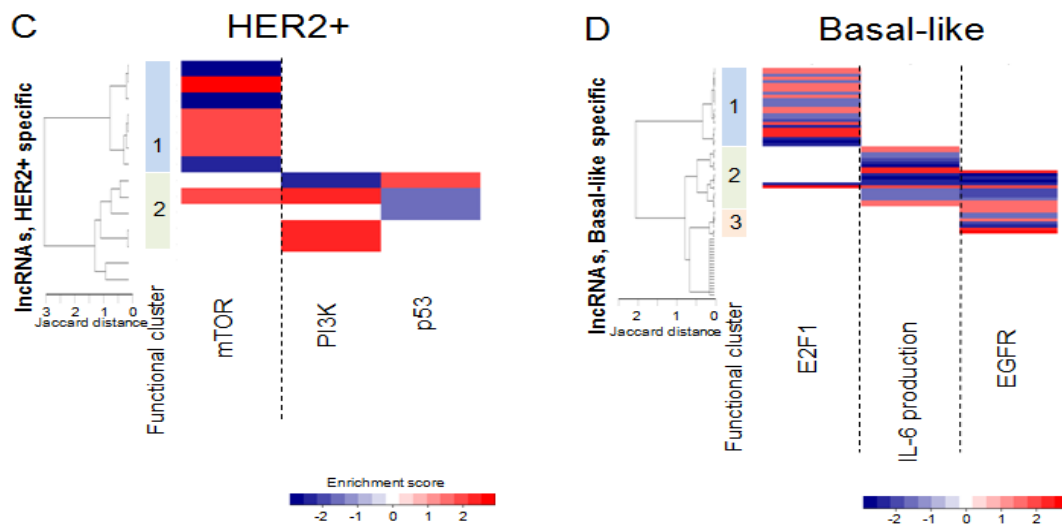 C
HER2+
lncRNAs, HER2+ specific
1
2
3 2 1 0
Jaccard distance
Functional cluster
mTOR
PI3K
p53
Enrichment score
-2 -1 0 1 2
D
Basal-like
lncRNAs, Basal-like specific
1
2
3
2 1 0
Jaccard distance
Functional cluster
E2F1
IL-6 production
EGFR
-2 -1 0 1 2